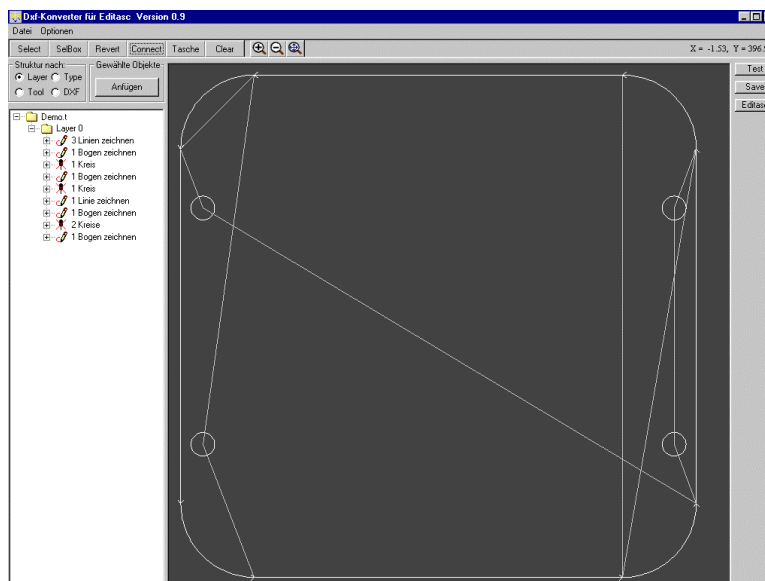 Dxf-Konverter für Editasc Version 0.9
Datei Optionen
Select SelBox Revert Connect Tasche Clear X = -1.53, Y = 396.9
Struktur nach: Gewählte Objekte
Layer Type
Tool DXF
Anfügen
Test
Save
Editasc
Demo.t
Layer 0
3 Linien zeichnen
1 Bogen zeichnen
1 Kreis
1 Bogen zeichnen
1 Kreis
1 Linie zeichnen
1 Bogen zeichnen
2 Kreise
1 Bogen zeichnen